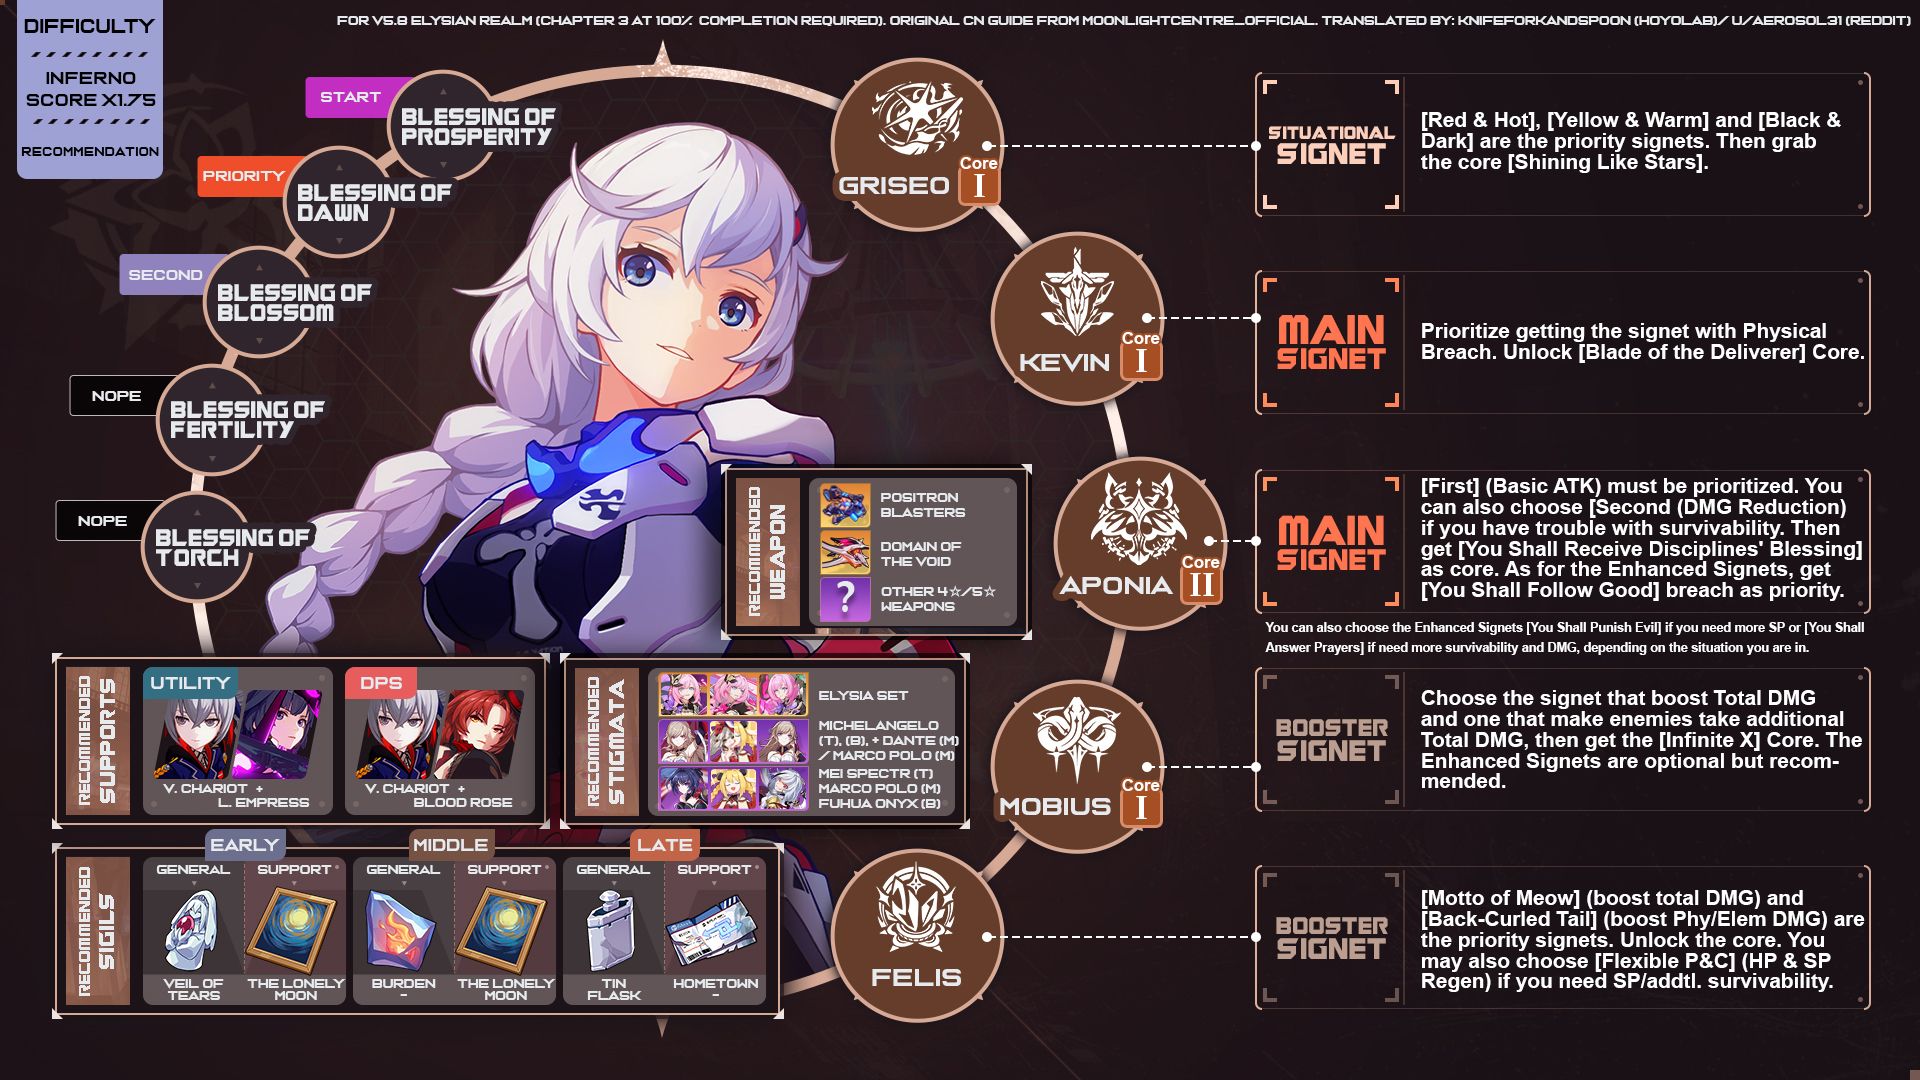 DIFFICULTY
INFERNO
SCORE X1.75
RECOMMENDATION
FOR V5.8 ELYSIAN REALM (CHAPTER 3 AT 100% COMPLETION REQUIRED). ORIGINAL CN GUIDE FROM MOONLIGHTCENTRE_OFFICIAL. TRANSLATED BY: KNIFEFORKANDSPOON (HOYOLAB)/ U/AEROSOL31 (REDDIT)
START
BLESSING OF
PROSPERITY
PRIORITY
BLESSING OF
DAWN
SECOND
BLESSING OF
BLOSSOM
NOPE
BLESSING OF
FERTILITY
NOPE
BLESSING OF
TORCH
GRISEO
Core
I
SITUATIONAL
SIGNET
[Red & Hot], [Yellow & Warm] and [Black &
Dark] are the priority signets. Then grab
the core [Shining Like Stars].
KEVIN
Core
I
MAIN
SIGNET
Prioritize getting the signet with Physical
Breach. Unlock [Blade of the Deliverer] Core.
APONIA
Core
II
MAIN
SIGNET
[First] (Basic ATK) must be prioritized. You
can also choose [Second (DMG Reduction)
if you have trouble with survivability. Then
get [You Shall Receive Disciplines' Blessing]
as core. As for the Enhanced Signets, get
[You Shall Follow Good] breach as priority.
You can also choose the Enhanced Signets [You Shall Punish Evil] if you need more SP or [You Shall
Answer Prayers] if need more survivability and DMG, depending on the situation you are in.
MOBIUS
Core
I
BOOSTER
SIGNET
Choose the signet that boost Total DMG
and one that make enemies take additional
Total DMG, then get the [Infinite X] Core. The
Enhanced Signets are optional but recom-
mended.
FELIS
BOOSTER
SIGNET
[Motto of Meow] (boost total DMG) and
[Back-Curled Tail] (boost Phy/Elem DMG) are
the priority signets. Unlock the core. You
may also choose [Flexible P&C] (HP & SP
Regen) if you need SP/addtl. survivability.
RECOMMENDED
WEAPON
POSITRON
BLASTERS
DOMAIN OF
THE VOID
?
OTHER 4☆/5☆
WEAPONS
RECOMMENDED
SUPPORTS
UTILITY
V. CHARIOT +
L. EMPRESS
DPS
V. CHARIOT +
BLOOD ROSE
RECOMMENDED
STIGMATA
ELYSIA SET
MICHELANGELO
(T), (B), + DANTE (M)
/ MARCO POLO (M)
MEI SPECTR (T)
MARCO POLO (M)
FUHUA ONYX (B)
RECOMMENDED
SIGILS
EARLY
GENERAL
VEIL OF
TEARS
SUPPORT
THE LONELY
MOON
MIDDLE
GENERAL
BURDEN
-
SUPPORT
THE LONELY
MOON
LATE
GENERAL
TIN
FLASK
SUPPORT
HOMETOWN
-